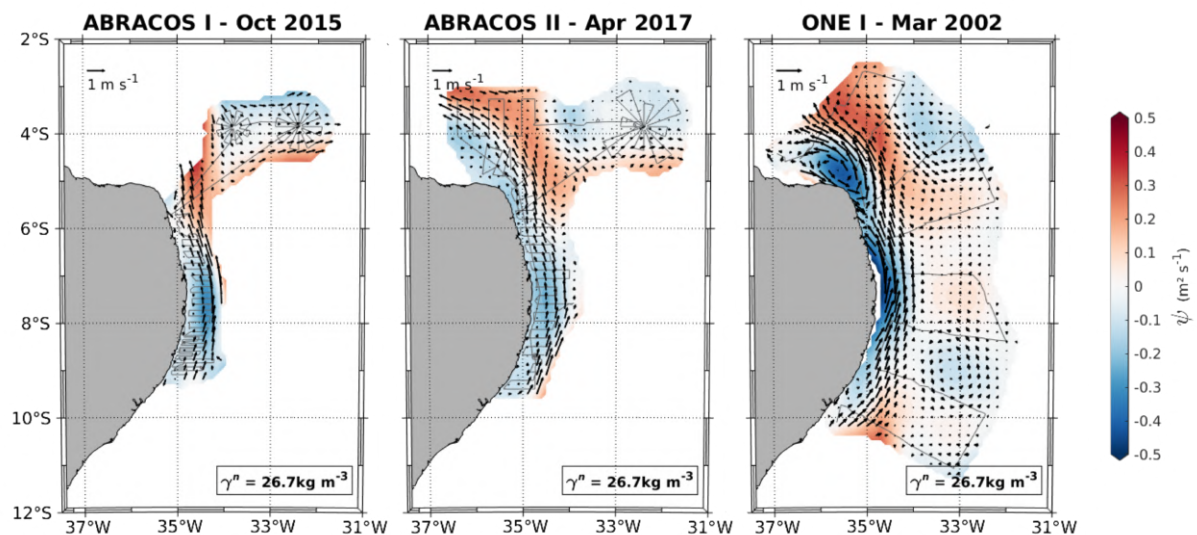 ABRACOS I - Oct 2015
ABRACOS II - Apr 2017
ONE I - Mar 2002
2°S
4°S
6°S
8°S
10°S
12°S
1 m s⁻¹
1 m s⁻¹
1 m s⁻¹
γⁿ = 26.7kg m⁻³
γⁿ = 26.7kg m⁻³
γⁿ = 26.7kg m⁻³
37°W 35°W 33°W 31°W
37°W 35°W 33°W 31°W
37°W 35°W 33°W 31°W
0.5
0.4
0.3
0.2
0.1
0
-0.1
-0.2
-0.3
-0.4
-0.5
ψ (m² s⁻¹)